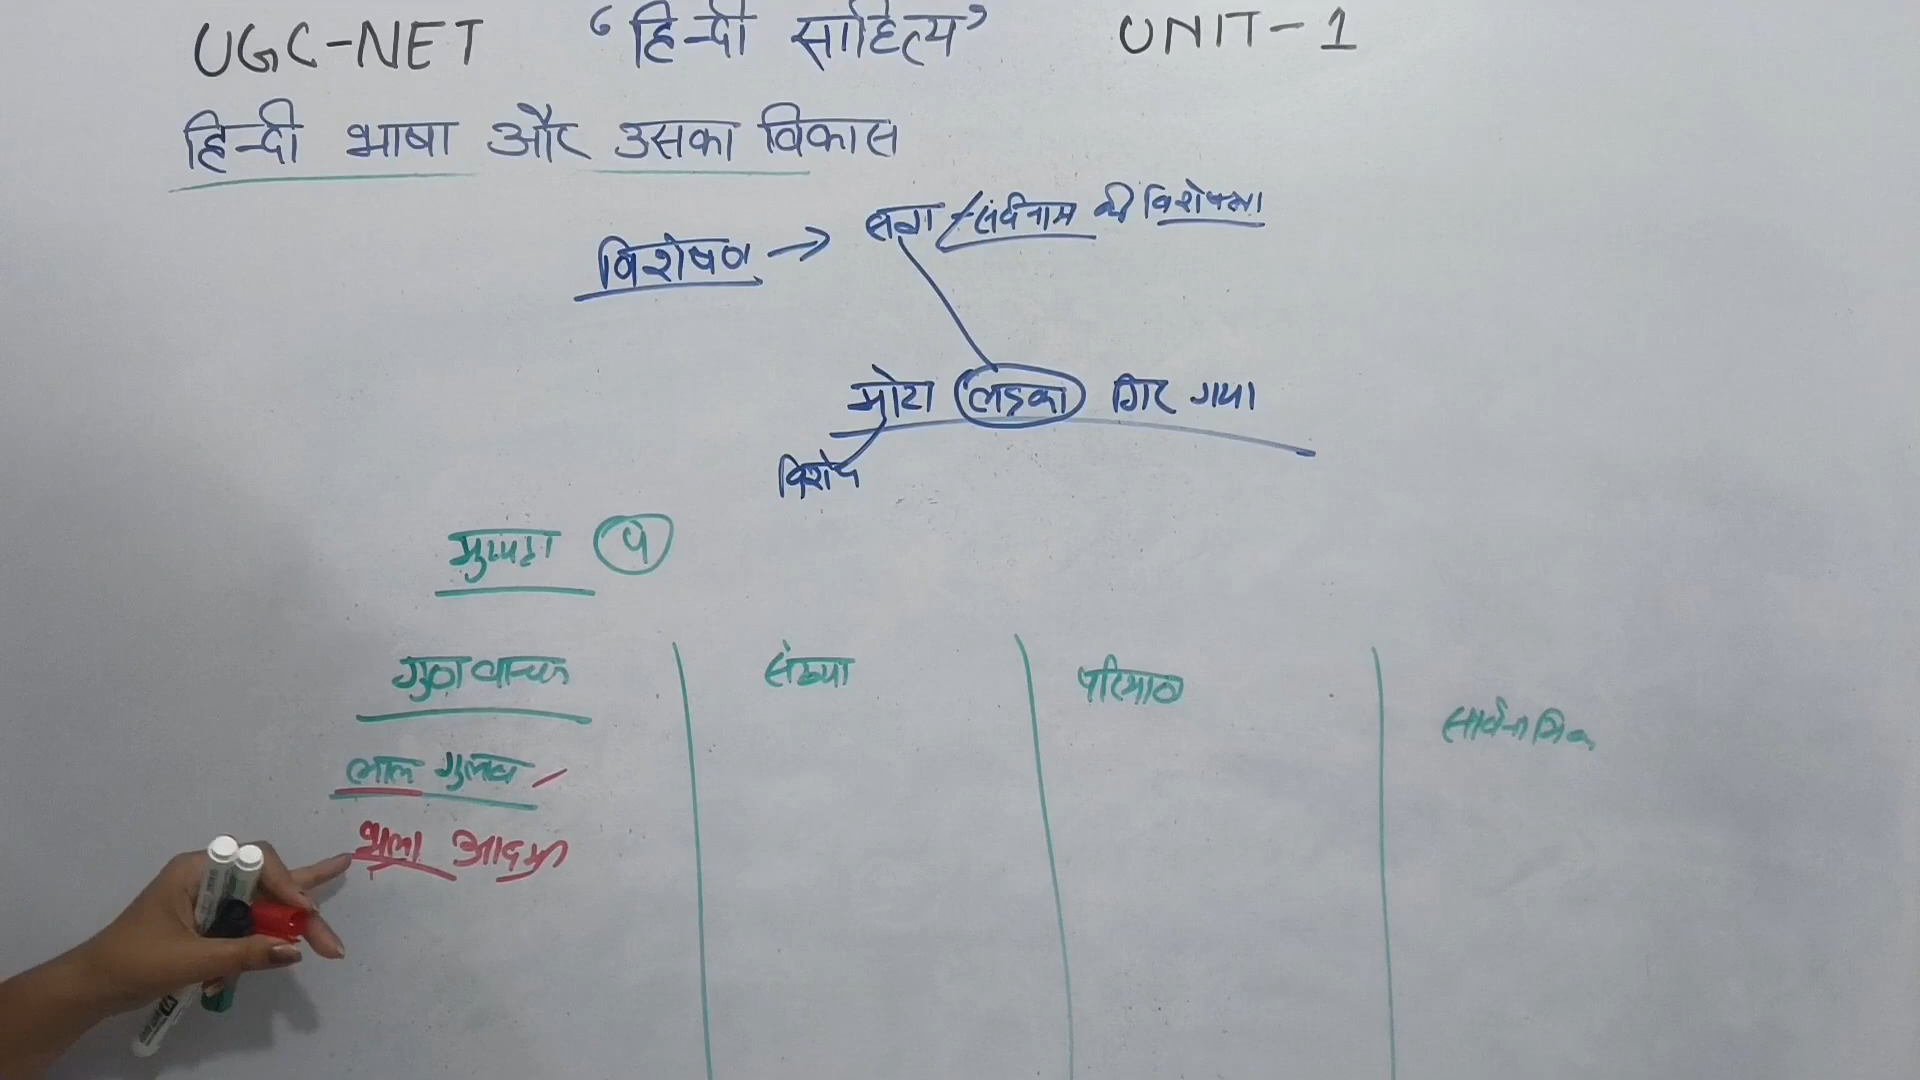 UGC-NET 'हिन्दी साहित्य' UNIT-1
हिन्दी भाषा और उसका विकास
विशेषण → संज्ञा / सर्वनाम की विशेषता
मोटा लड़का गिर गया
विशेष
मुख्यतः
गुणवाचक संख्या परिमाण सार्वनामिक
लाल गुलाब
भला आदमी